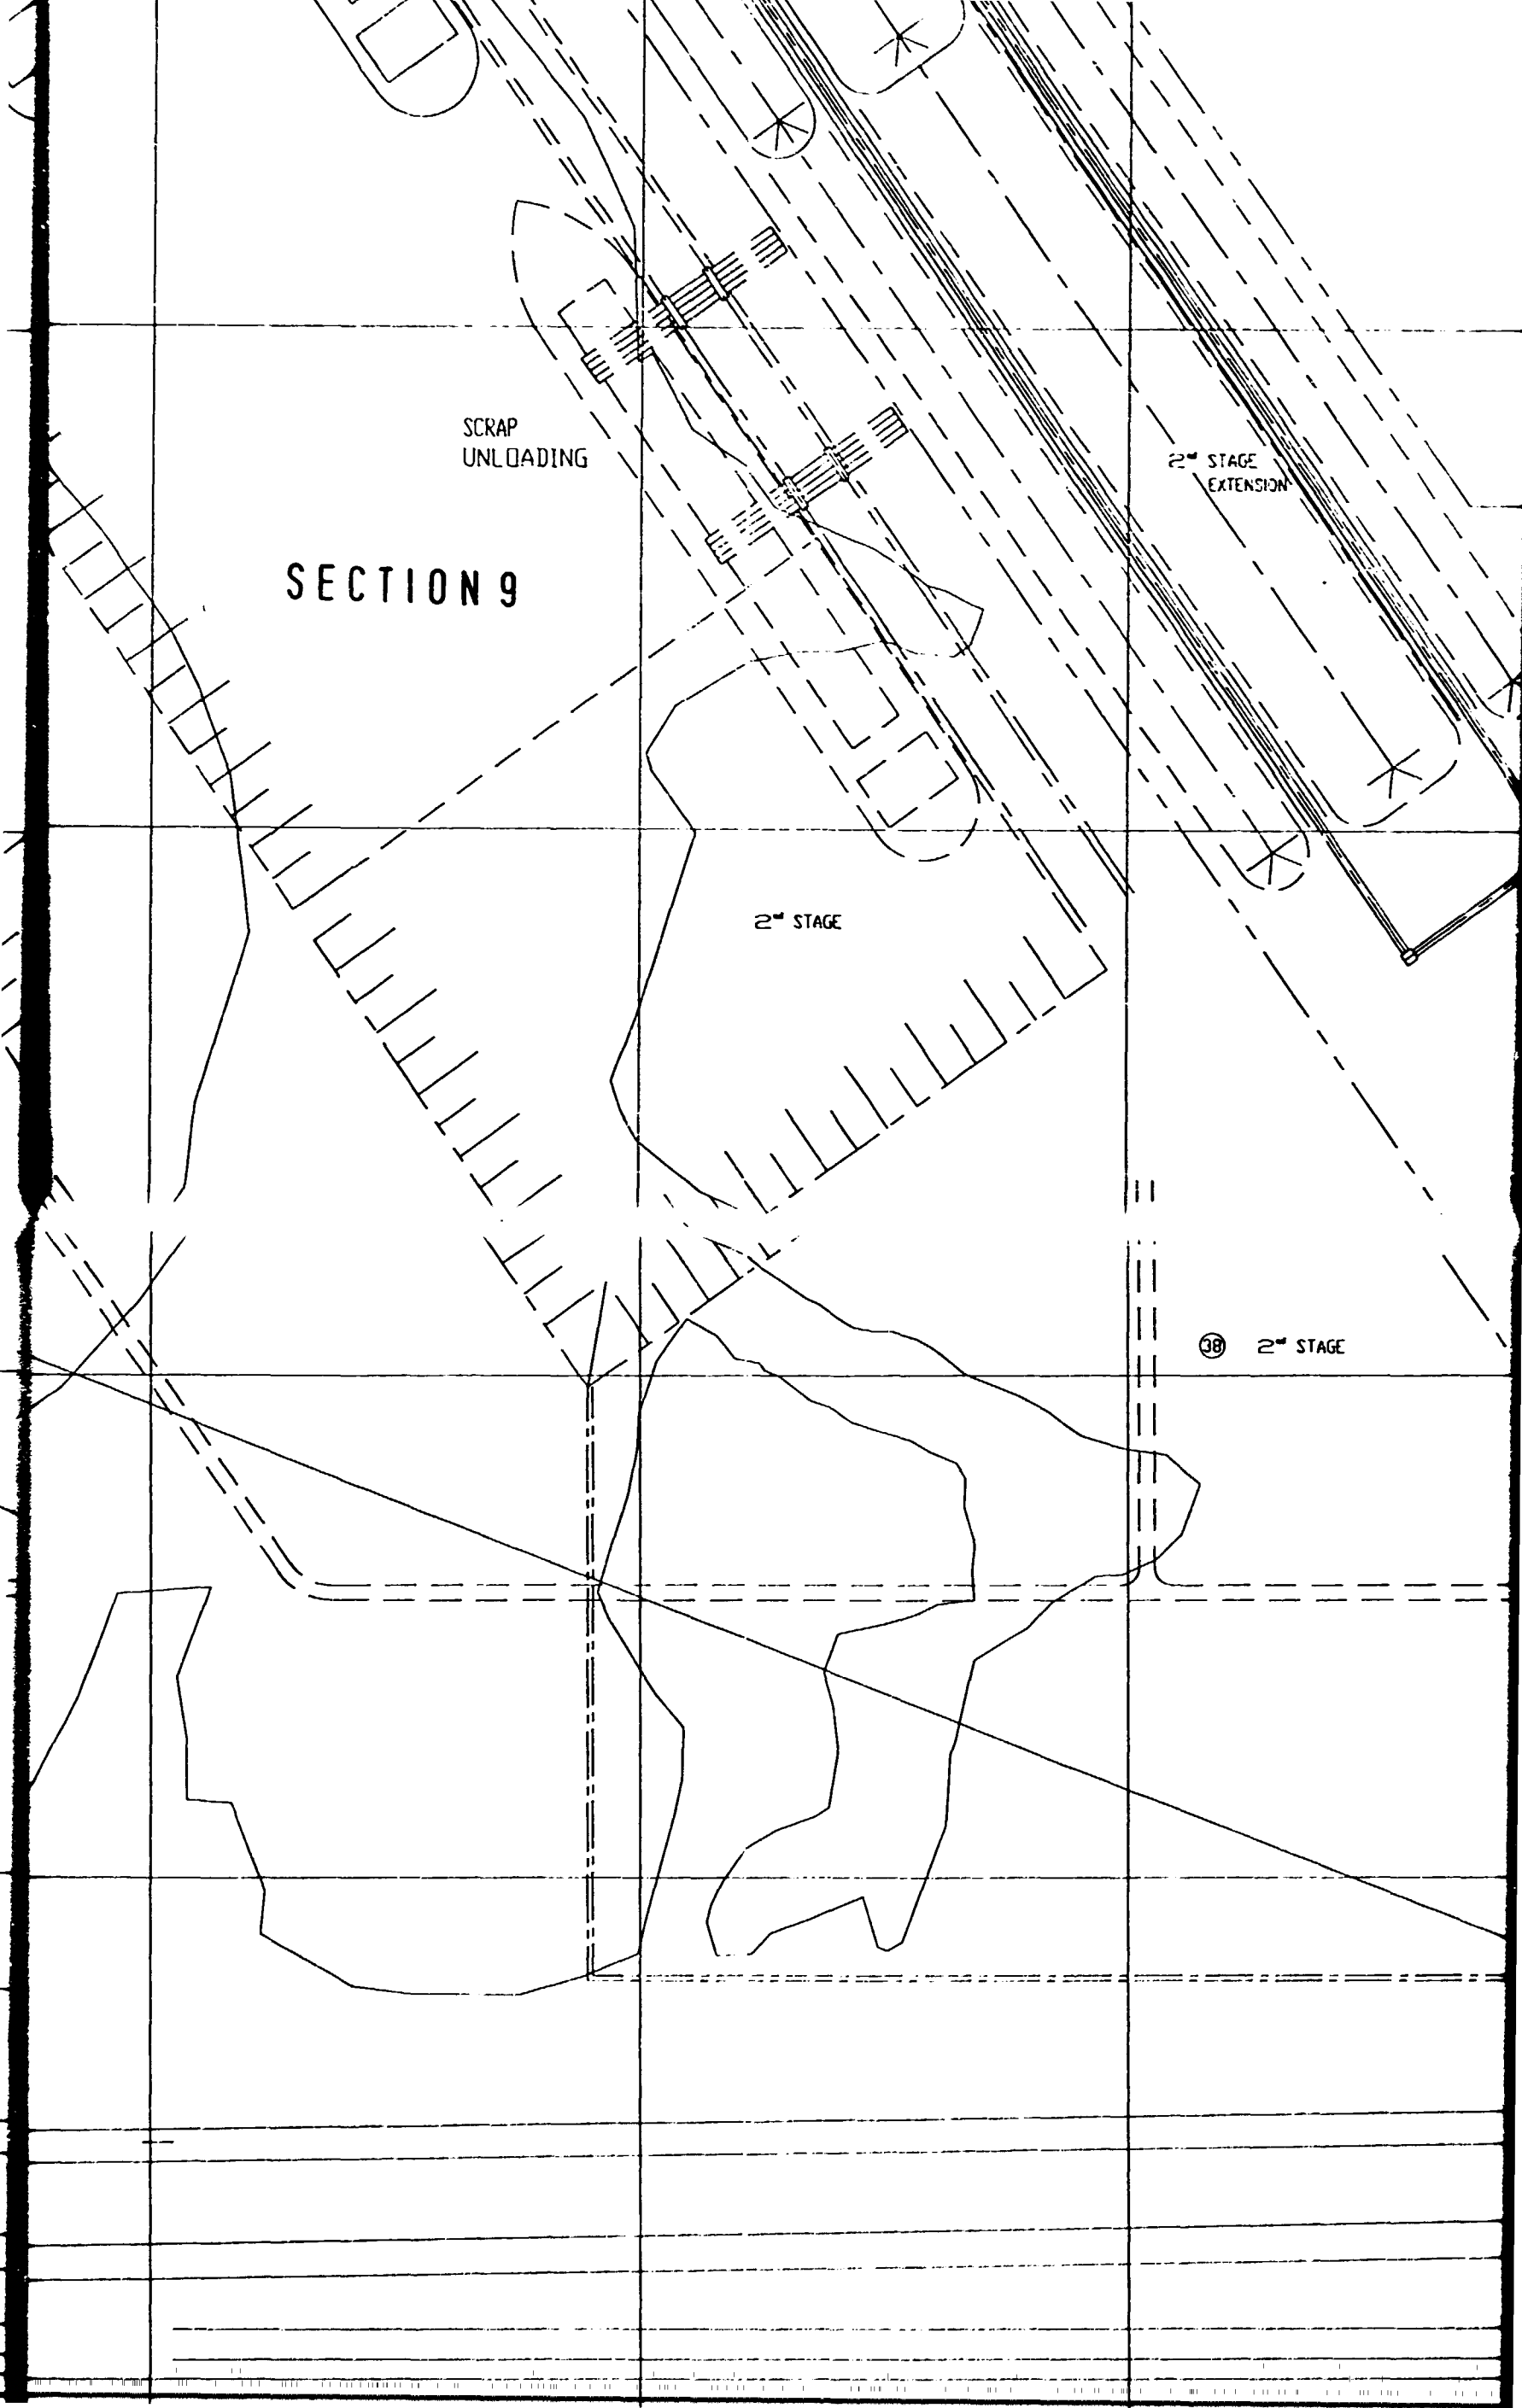 SCRAP
UNLOADING
2nd STAGE
EXTENSION
SECTION 9
2nd STAGE
38 2nd STAGE